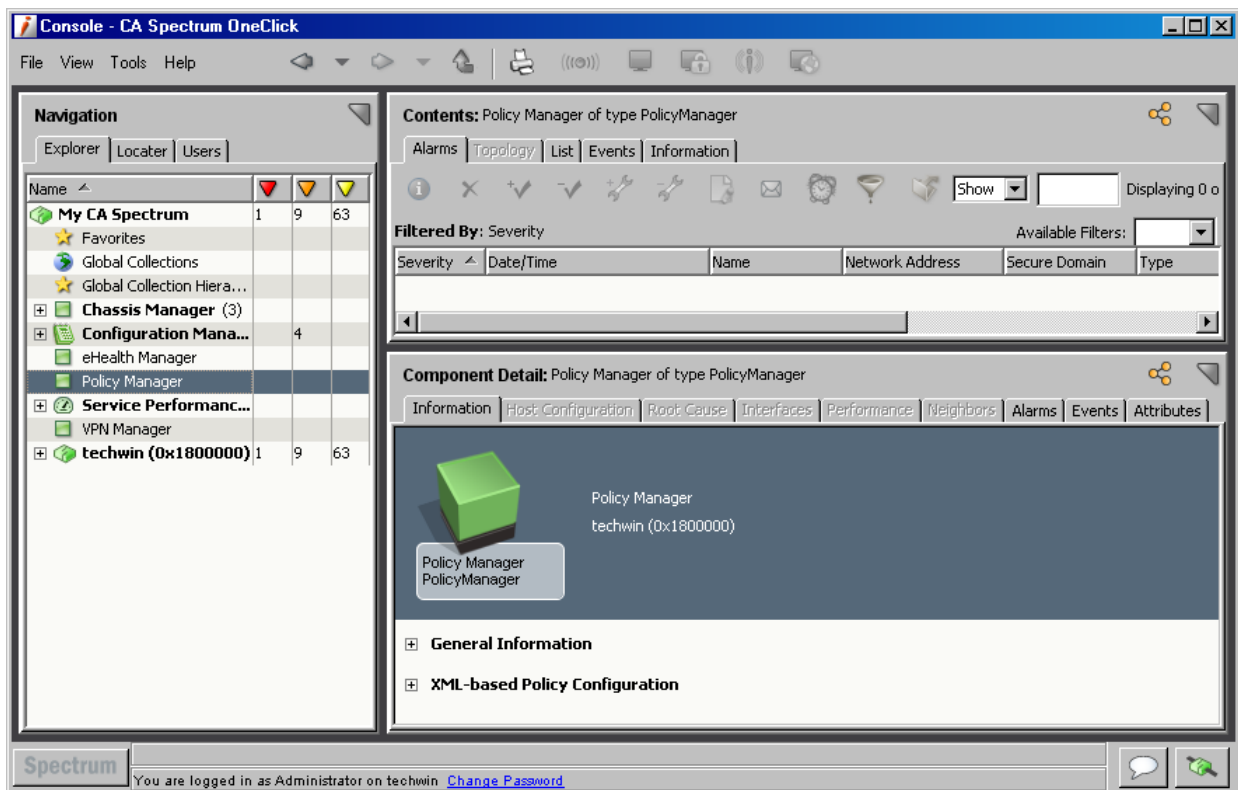 Console - CA Spectrum OneClick
File View Tools Help
Navigation
Explorer Locater Users
Name
My CA Spectrum 1 9 63
Favorites
Global Collections
Global Collection Hiera...
Chassis Manager (3)
Configuration Mana... 4
eHealth Manager
Policy Manager
Service Performanc...
VPN Manager
techwin (0x1800000) 1 9 63
Contents: Policy Manager of type PolicyManager
Alarms Topology List Events Information
Show Displaying 0 o
Filtered By: Severity Available Filters:
Severity Date/Time Name Network Address Secure Domain Type
Component Detail: Policy Manager of type PolicyManager
Information Host Configuration Root Cause Interfaces Performance Neighbors Alarms Events Attributes
Policy Manager
techwin (0x1800000)
Policy Manager
PolicyManager
General Information
XML-based Policy Configuration
Spectrum
You are logged in as Administrator on techwin Change Password